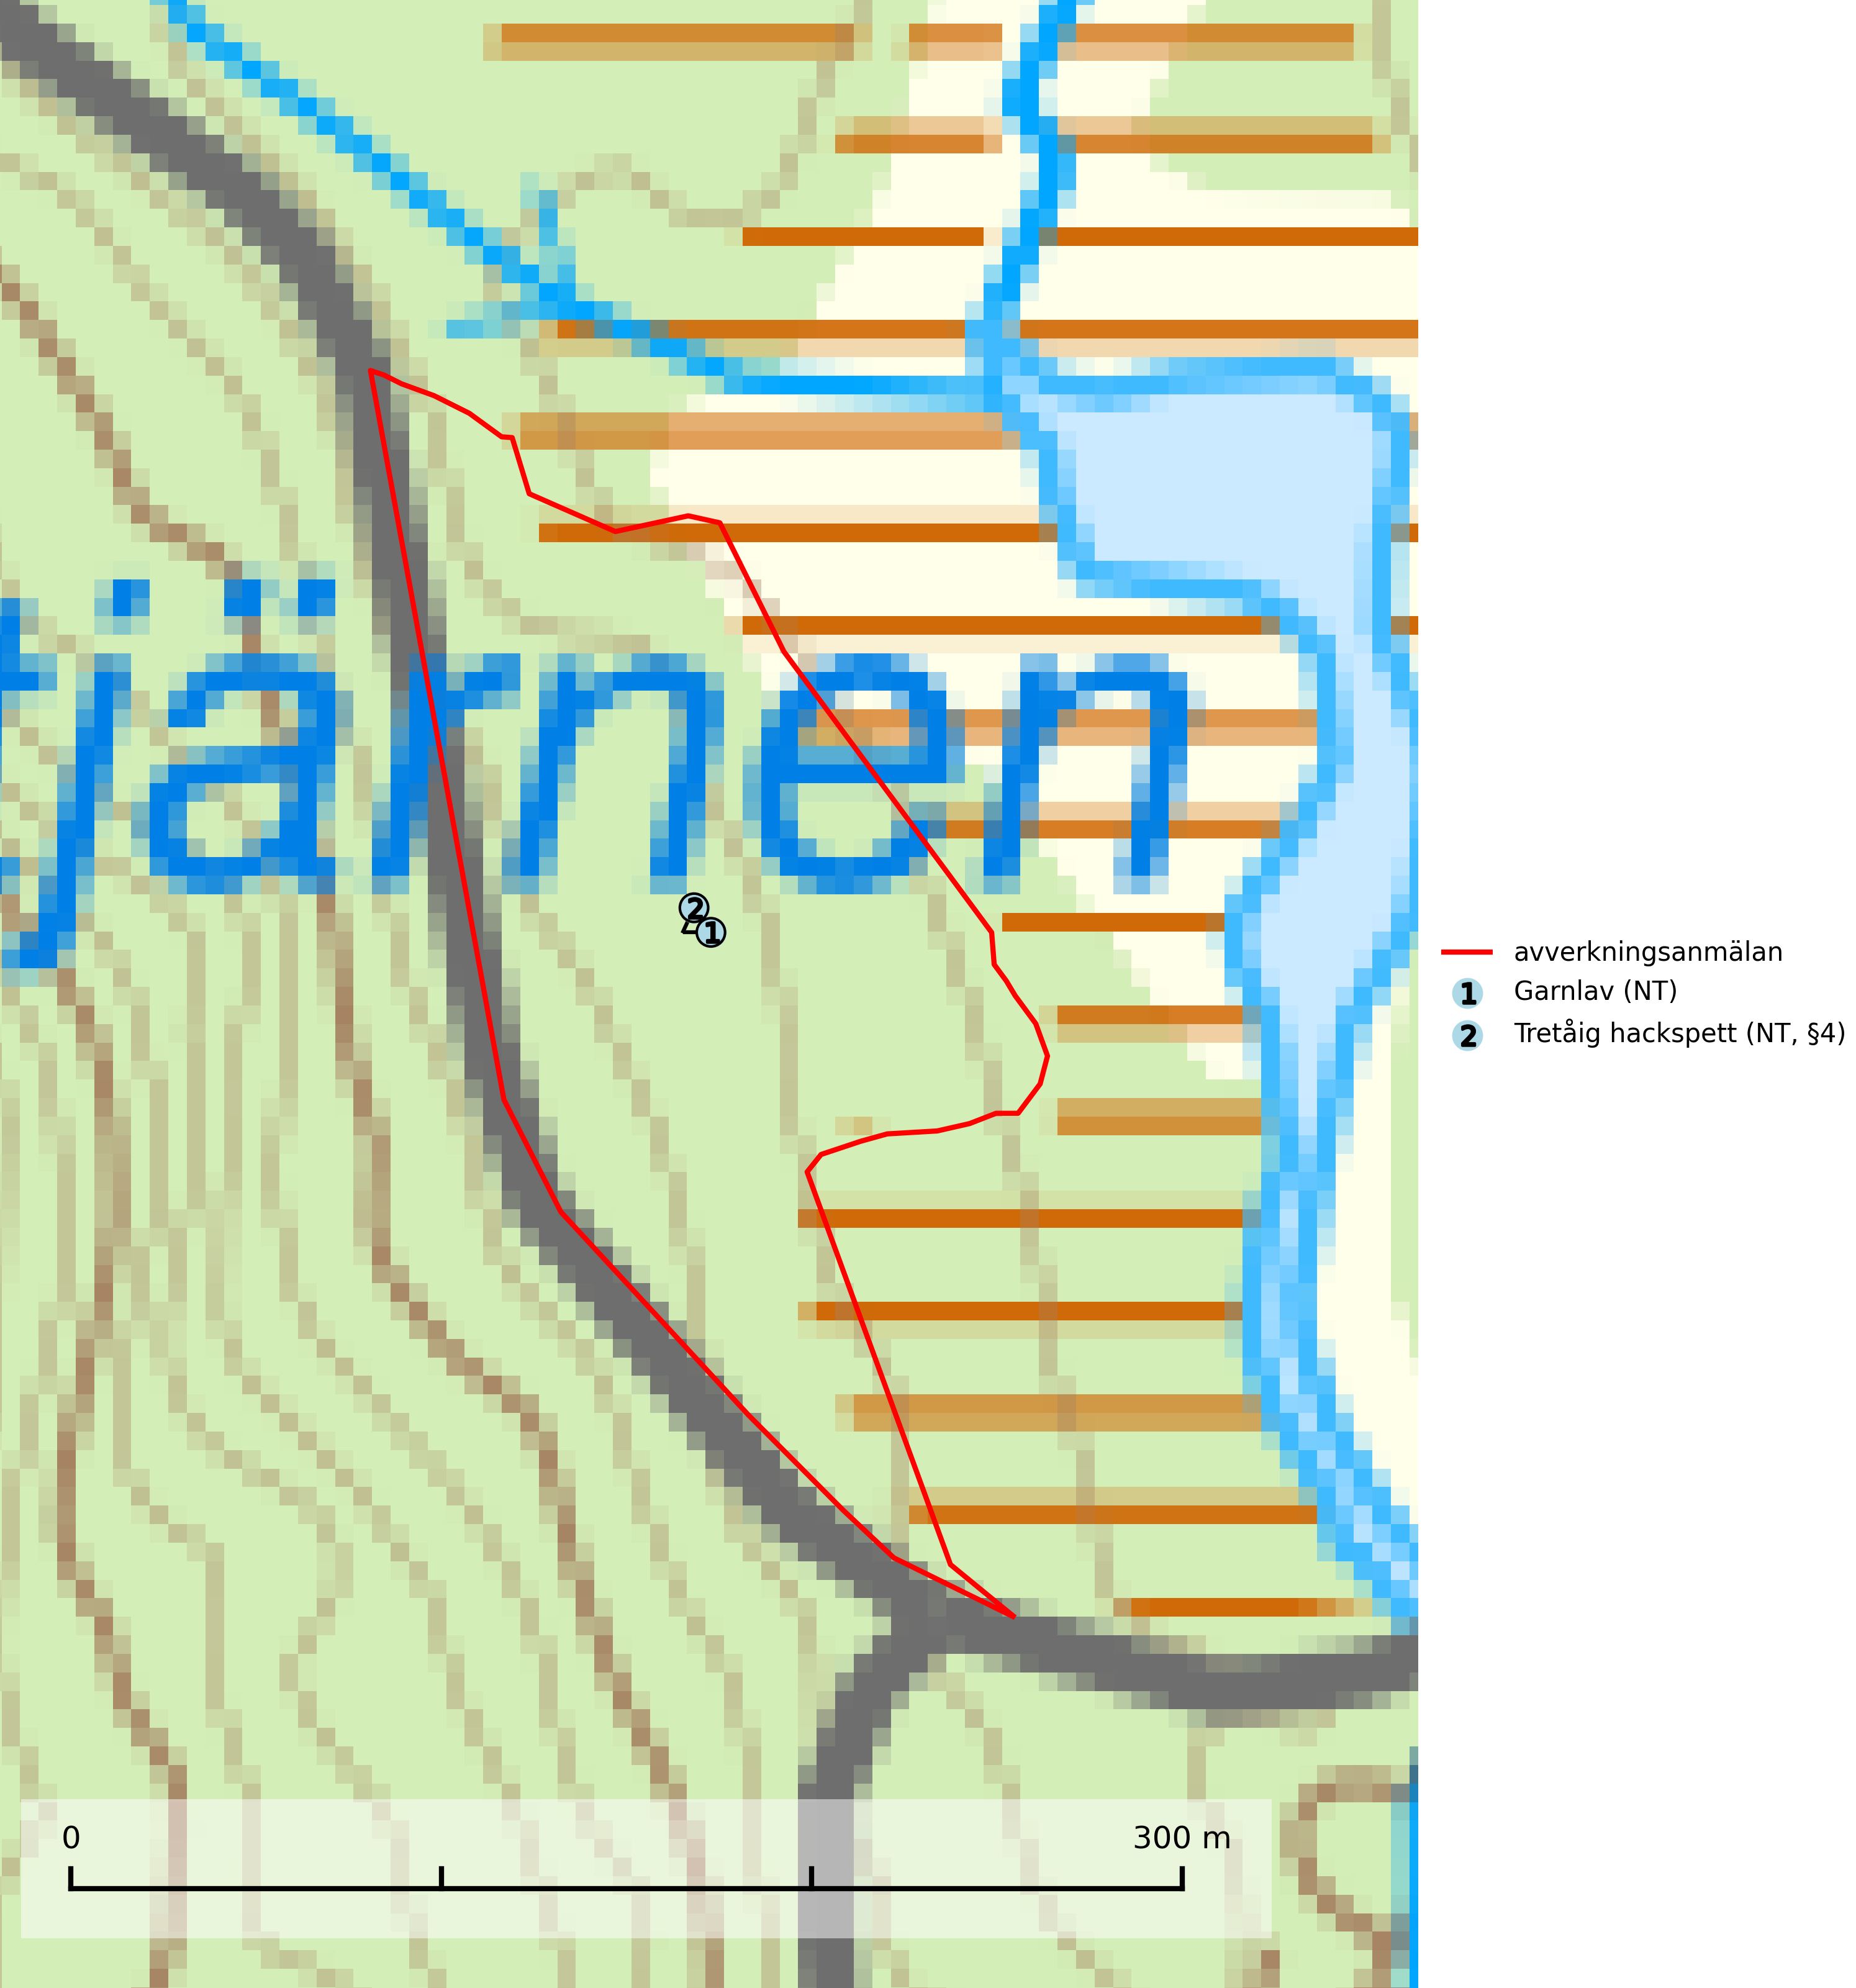 järnen
2
1
avverkningsanmälan
1 Garnlav (NT)
2 Tretåig hackspett (NT, §4)
0 300 m